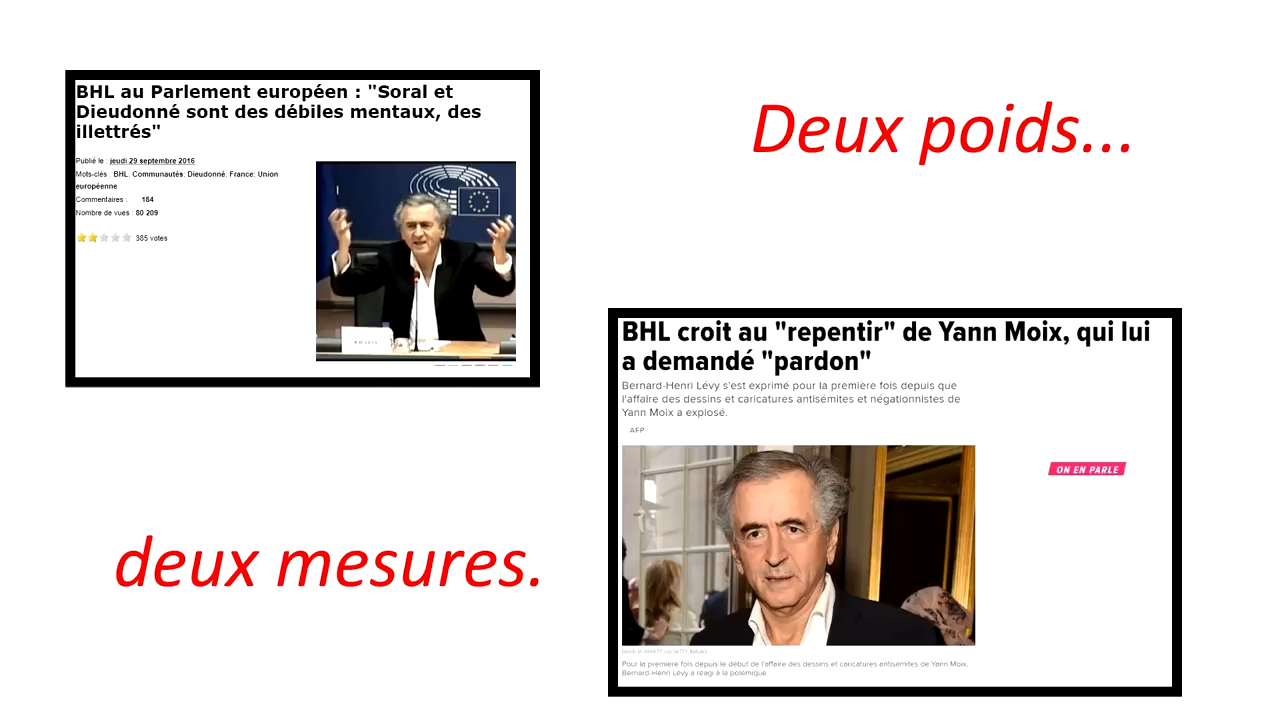 BHL au Parlement européen : "Soral et
Dieudonné sont des débiles mentaux, des
illettrés"
Publié le : jeudi 29 septembre 2016
Mots-clés : BHL; Communautés; Dieudonné; France; Union
européenne
Commentaires : 184
Nombre de vues : 80 209
385 votes
Deux poids...
BHL croit au "repentir" de Yann Moix, qui lui
a demandé "pardon"
Bernard-Henri Lévy s'est exprimé pour la première fois depuis que
l'affaire des dessins et caricatures antisémites et négationnistes de
Yann Moix a explosé.
AFP
ON EN PARLE
deux mesures.
Pour la première fois depuis le début de l'affaire des dessins et caricatures antisémites de Yann Moix,
Bernard-Henri Lévy a réagi à la polémique